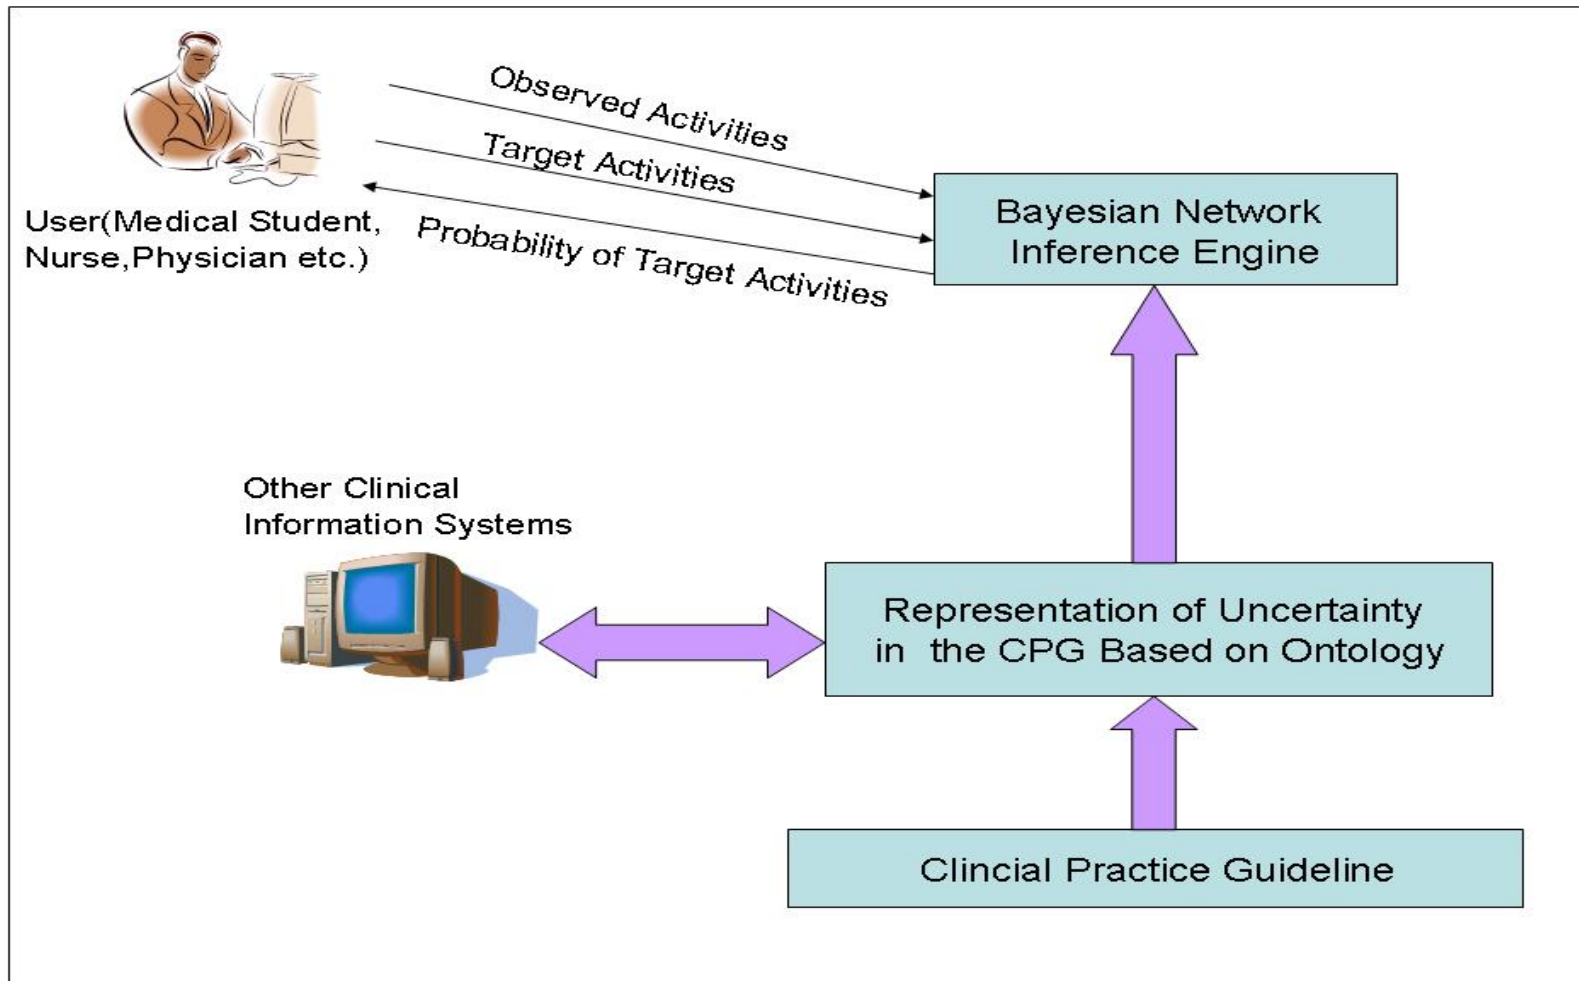 Observed Activities
Target Activities
Probability of Target Activities
User(Medical Student,
Nurse,Physician etc.)
Bayesian Network
Inference Engine
Other Clinical
Information Systems
Representation of Uncertainty
in the CPG Based on Ontology
Clincial Practice Guideline